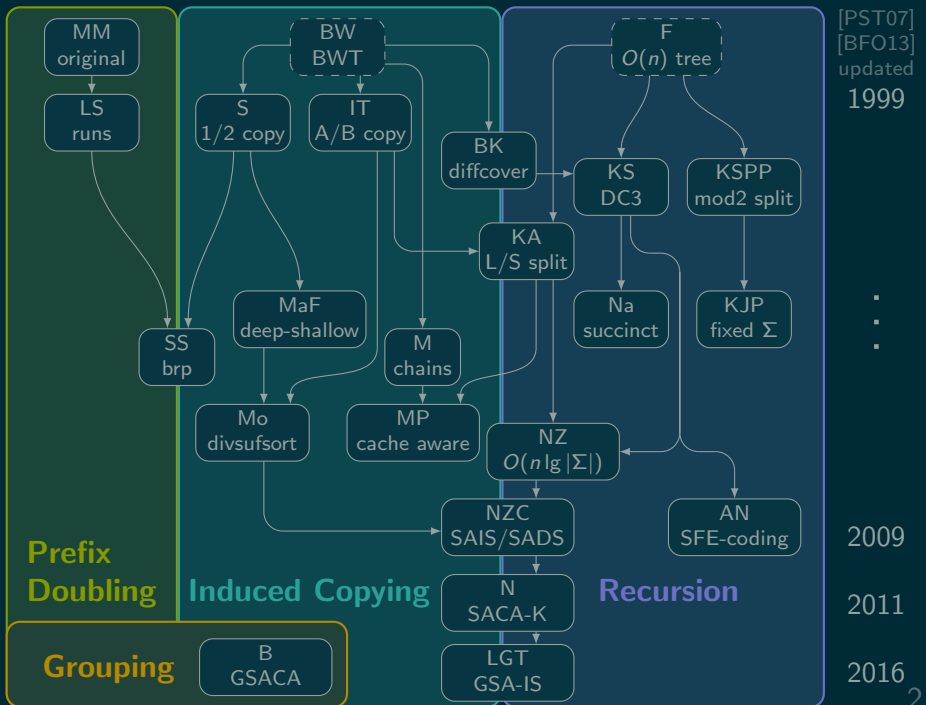 MM
original
BW
BWT
F
O(n) tree
[PST07]
[BFO13]
updated
1999
LS
runs
S
1/2 copy
IT
A/B copy
BK
diffcover
KS
DC3
KSPP
mod2 split
KA
L/S split
MaF
deep-shallow
Na
succinct
KJP
fixed Σ
SS
brp
M
chains
Mo
divsufsort
MP
cache aware
NZ
O(n lg |Σ|)
NZC
SAIS/SADS
AN
SFE-coding
2009
Prefix
Doubling
Induced Copying
Recursion
N
SACA-K
2011
Grouping
B
GSACA
LGT
GSA-IS
2016
2